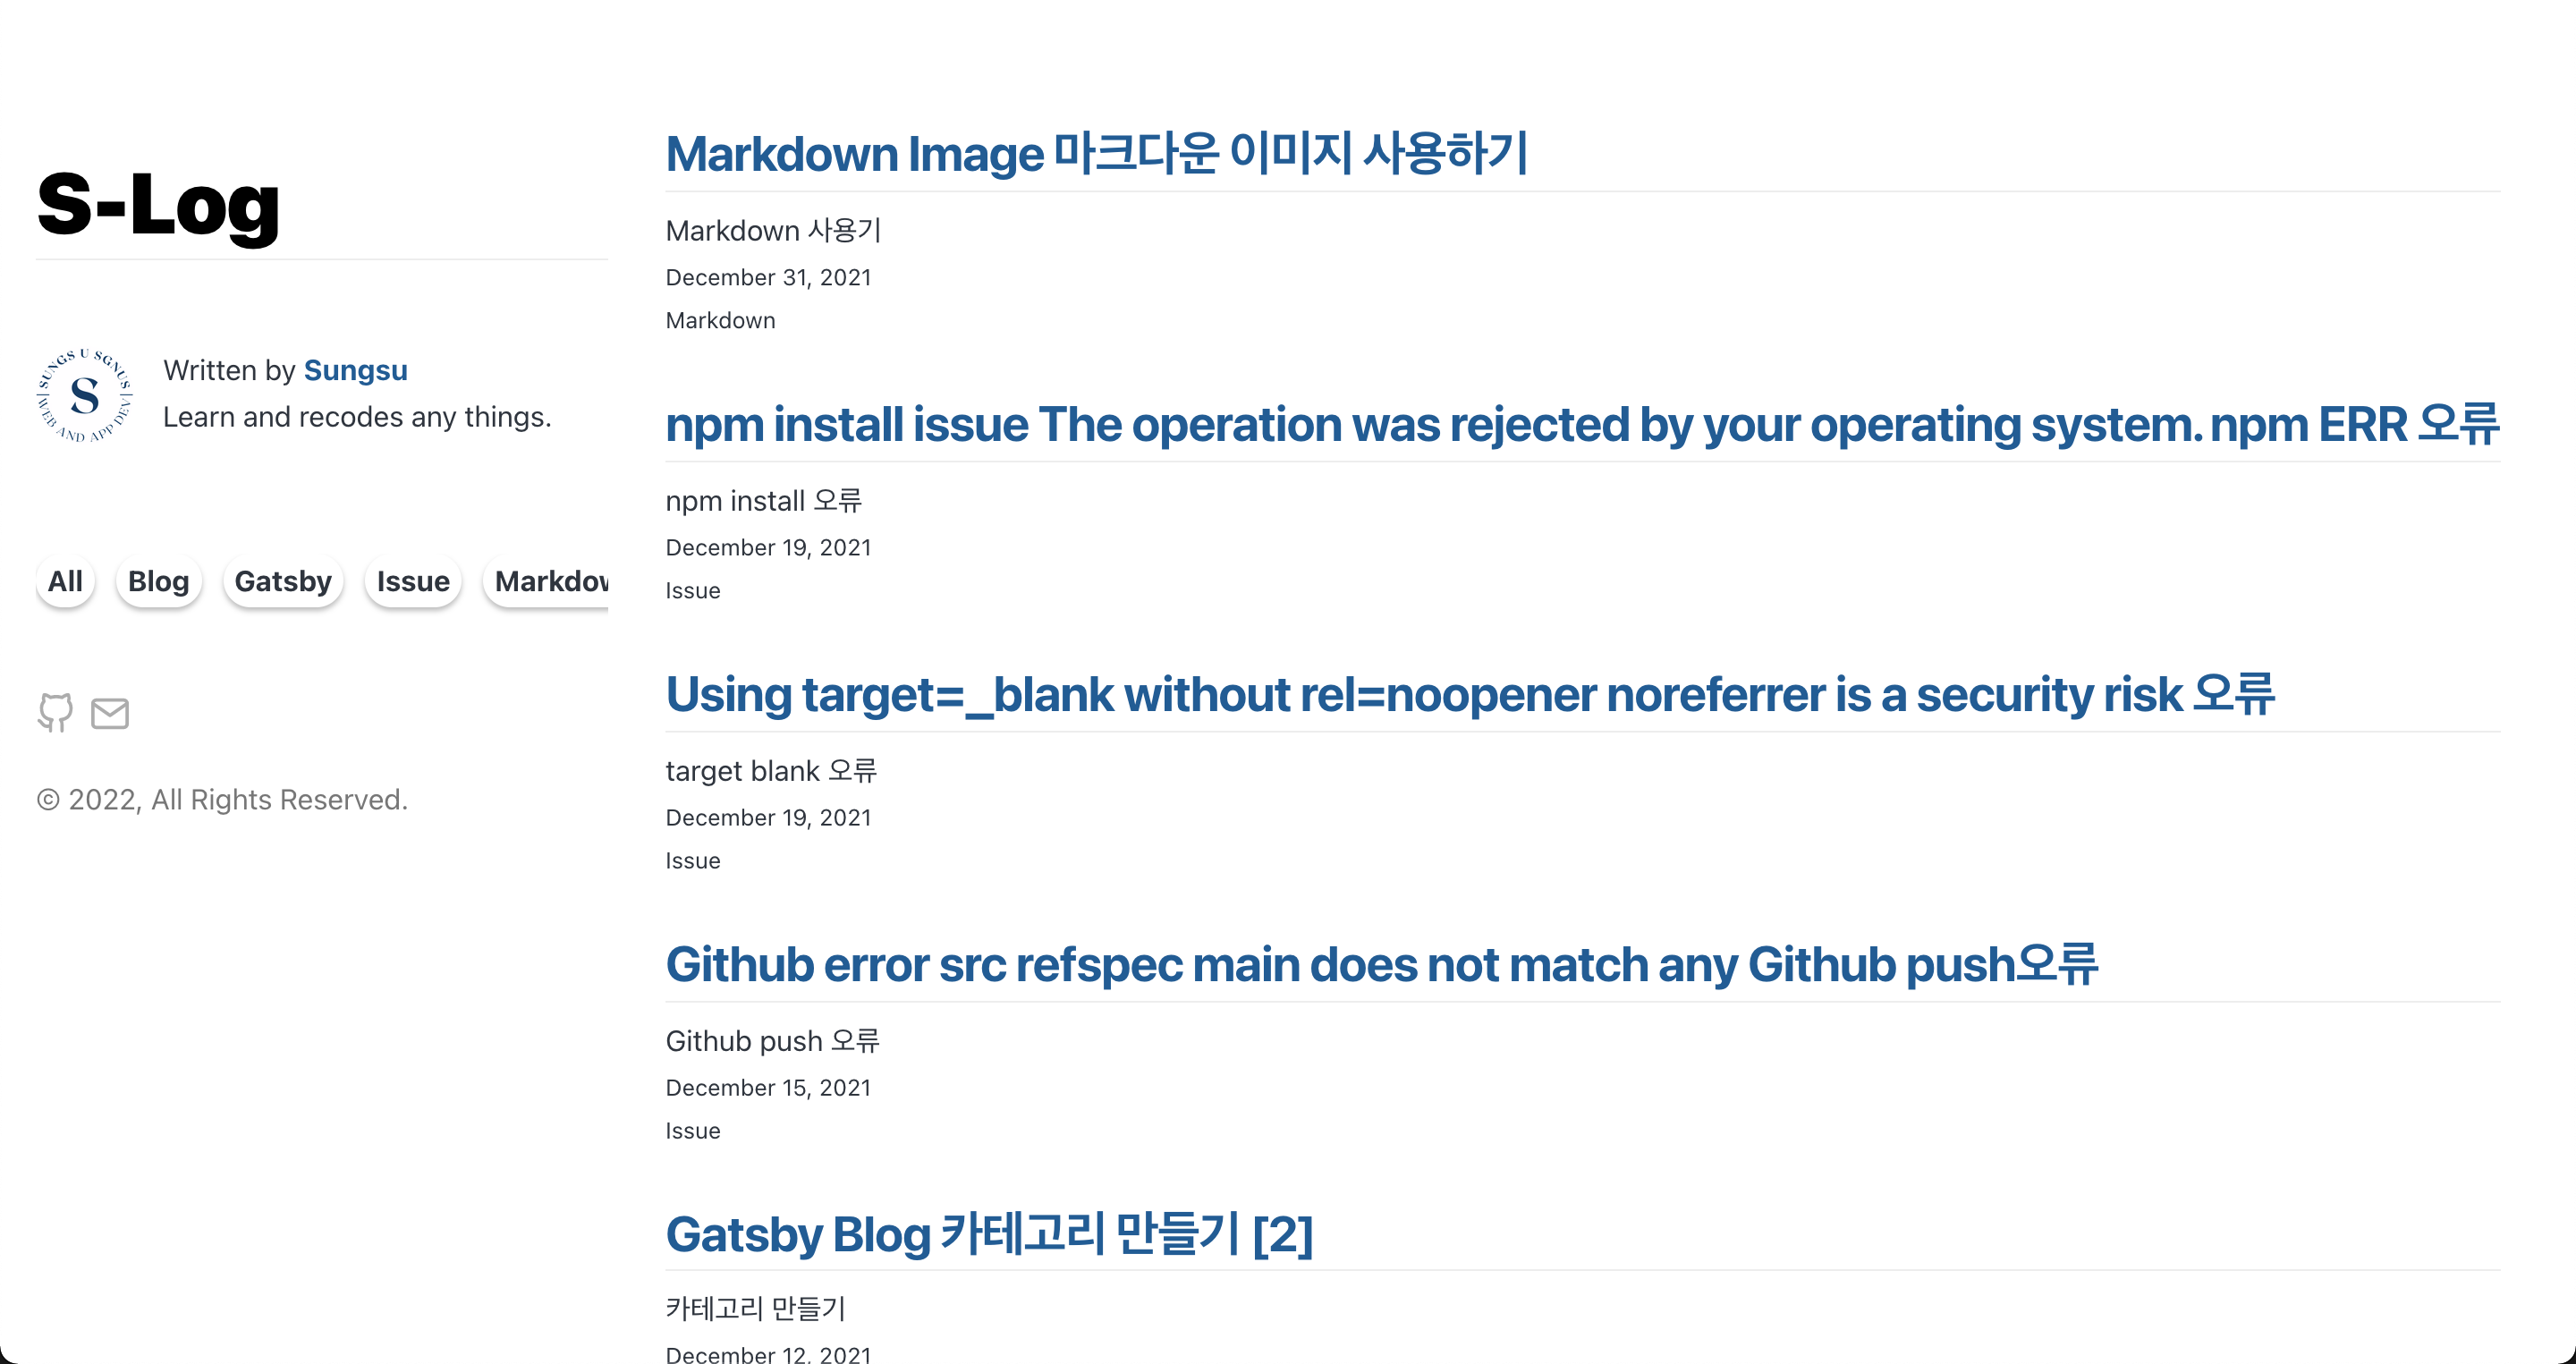 S-Log
SUNGS U SGNUS
S
WEB AND APP DEV
Written by Sungsu
Learn and recodes any things.
All Blog Gatsby Issue Markdow
© 2022, All Rights Reserved.
Markdown Image 마크다운 이미지 사용하기
Markdown 사용기
December 31, 2021
Markdown
npm install issue The operation was rejected by your operating system. npm ERR 오류
npm install 오류
December 19, 2021
Issue
Using target=_blank without rel=noopener noreferrer is a security risk 오류
target blank 오류
December 19, 2021
Issue
Github error src refspec main does not match any Github push오류
Github push 오류
December 15, 2021
Issue
Gatsby Blog 카테고리 만들기 [2]
카테고리 만들기
December 12, 2021